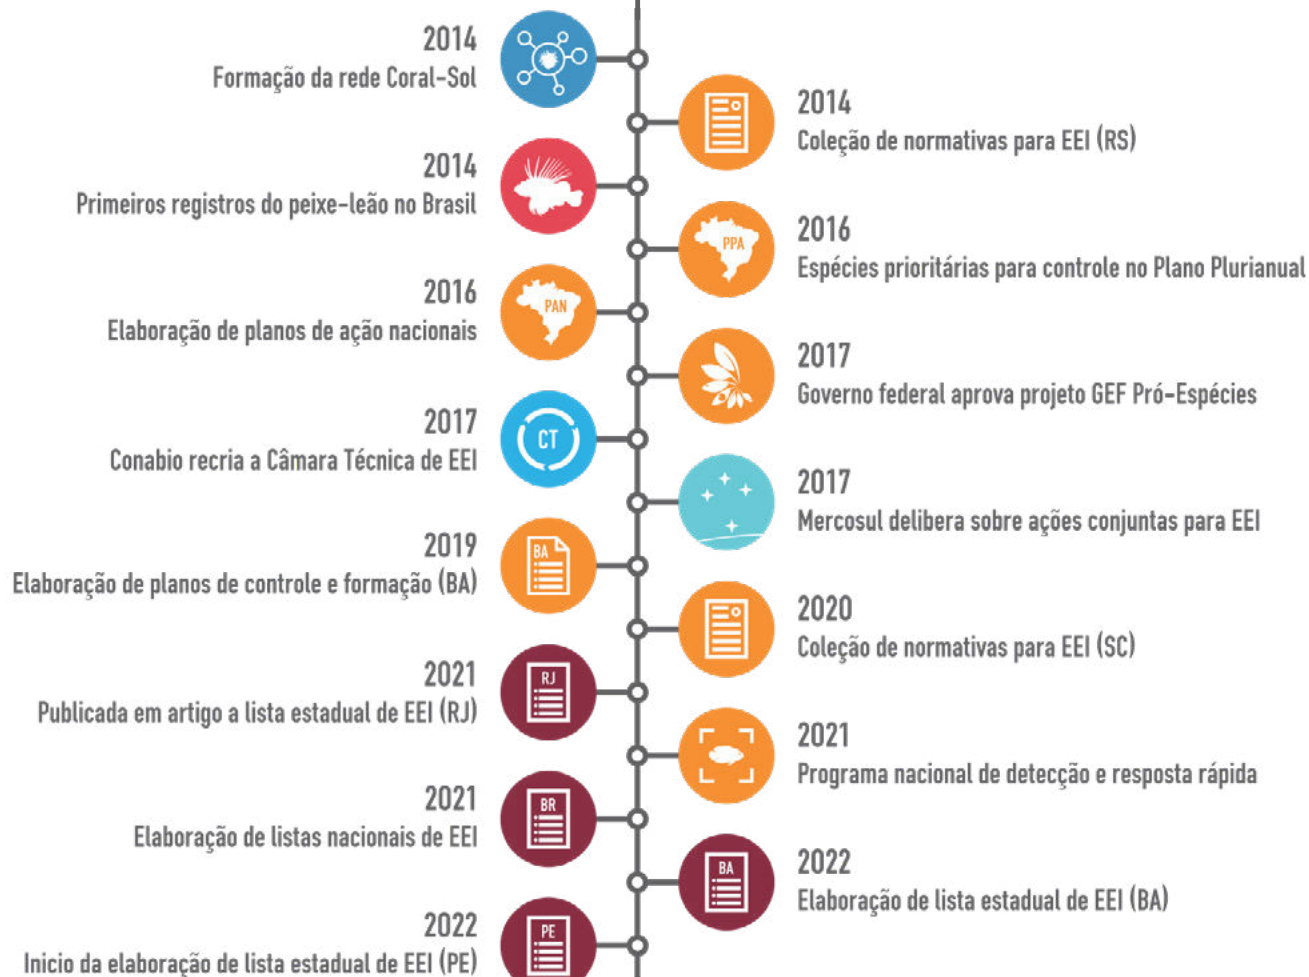 2014
Formação da rede Coral-Sol
2014
Coleção de normativas para EEI (RS)
2014
Primeiros registros do peixe-leão no Brasil
PPA
2016
Espécies prioritárias para controle no Plano Plurianual
2016
Elaboração de planos de ação nacionais
PAN
2017
Governo federal aprova projeto GEF Pró-Espécies
2017
Conabio recria a Câmara Técnica de EEI
CT
2017
Mercosul delibera sobre ações conjuntas para EEI
2019
Elaboração de planos de controle e formação (BA)
BA
2020
Coleção de normativas para EEI (SC)
2021
Publicada em artigo a lista estadual de EEI (RJ)
RJ
2021
Programa nacional de detecção e resposta rápida
2021
Elaboração de listas nacionais de EEI
BR
BA
2022
Elaboração de lista estadual de EEI (BA)
2022
Inicio da elaboração de lista estadual de EEI (PE)
PE